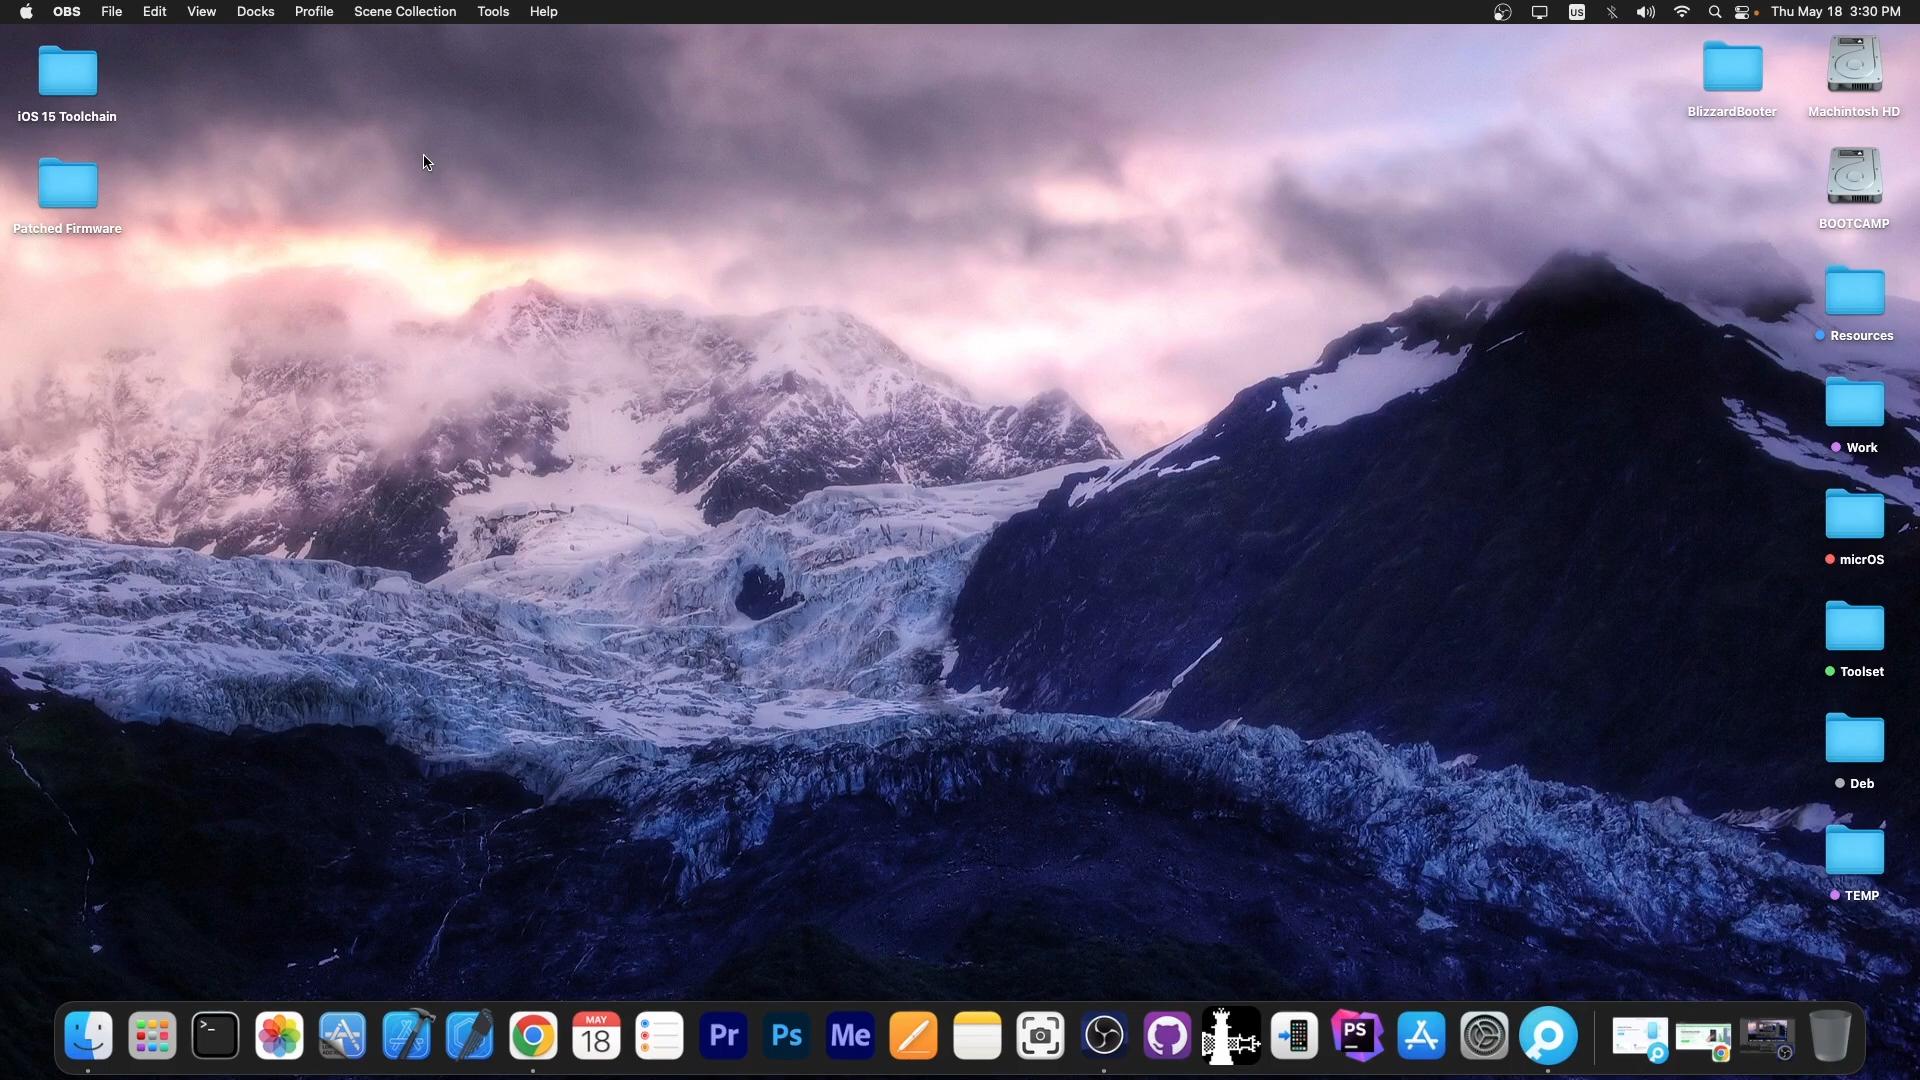 OBS File Edit View Docks Profile Scene Collection Tools Help US Thu May 18 3:30 PM
iOS 15 Toolchain
Patched Firmware
BlizzardBooter
Machintosh HD
BOOTCAMP
Resources
Work
micrOS
Toolset
Deb
TEMP
>_
MAY
18
Pr
Ps
Me
PS